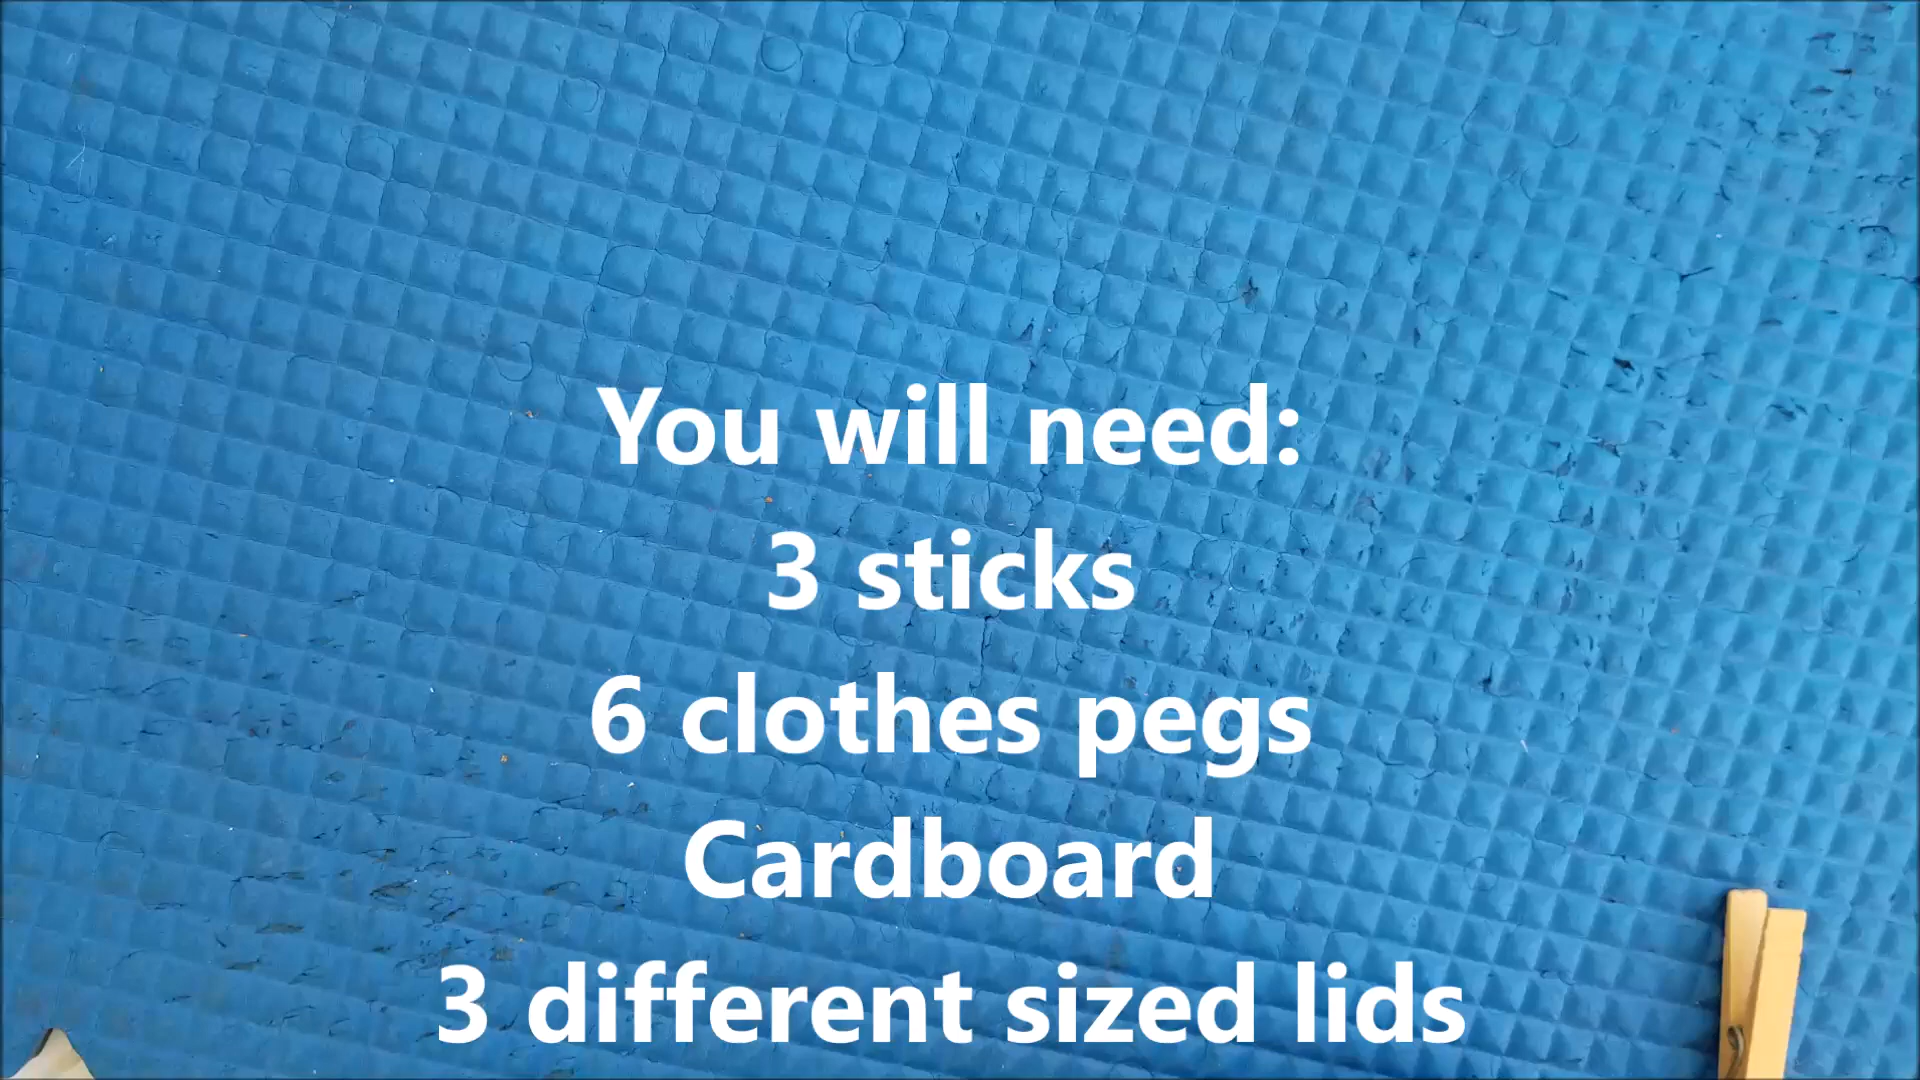 You will need:
3 sticks
6 clothes pegs
Cardboard
3 different sized lids